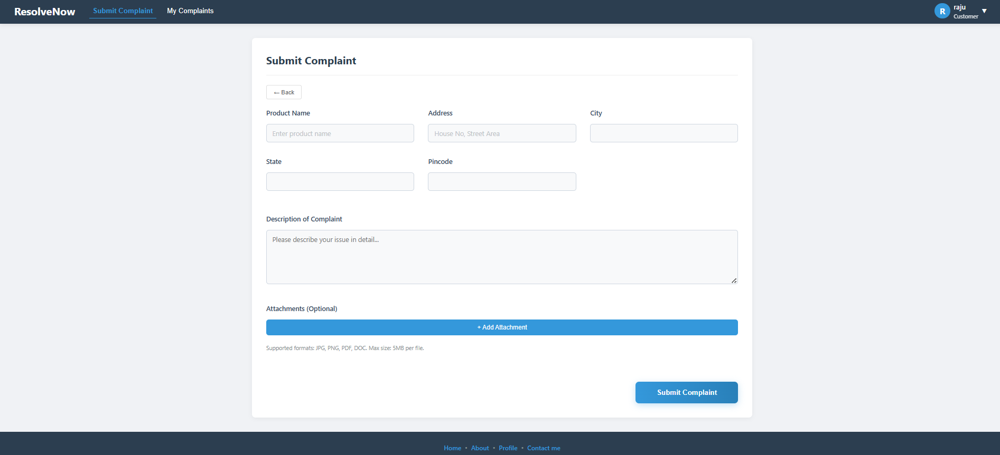 ResolveNow Submit Complaint My Complaints R raju ▼
Customer
Submit Complaint
← Back
Product Name Address City
Enter product name House No, Street Area
State Pincode
Description of Complaint
Please describe your issue in detail...
Attachments (Optional)
+ Add Attachment
Supported formats: JPG, PNG, PDF, DOC. Max size: 5MB per file.
Submit Complaint
Home • About • Profile • Contact me